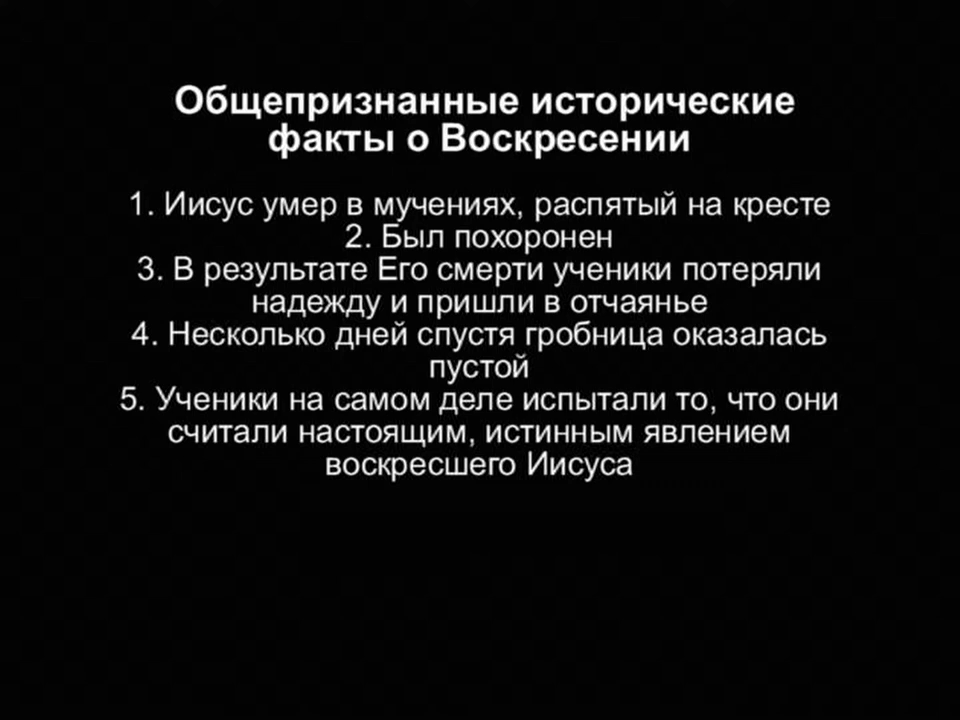 Общепризнанные исторические
факты о Воскресении
1. Иисус умер в мучениях, распятый на кресте
2. Был похоронен
3. В результате Его смерти ученики потеряли
надежду и пришли в отчаянье
4. Несколько дней спустя гробница оказалась
пустой
5. Ученики на самом деле испытали то, что они
считали настоящим, истинным явлением
воскресшего Иисуса